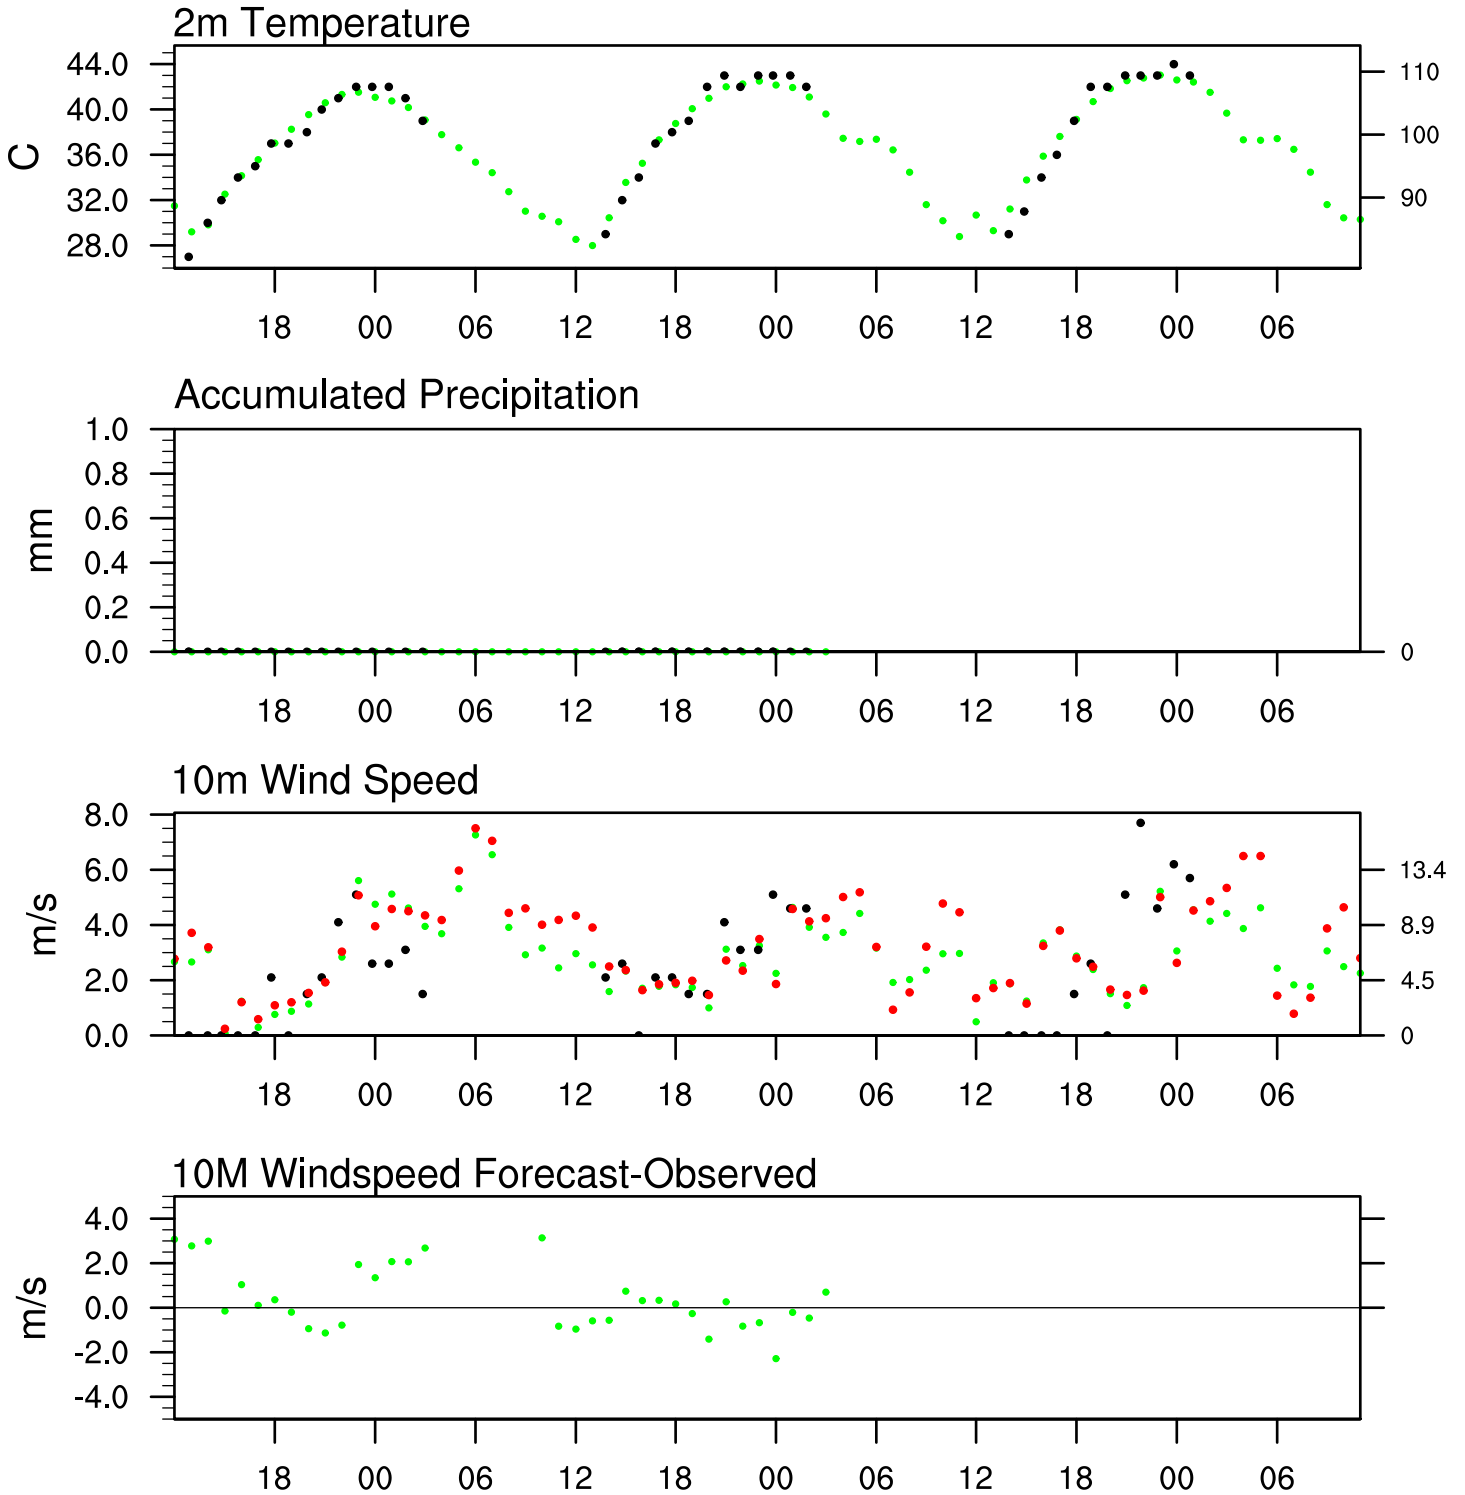 2m Temperature
44.0
40.0
36.0
32.0
28.0
C
110
100
90
18 00 06 12 18 00 06 12 18 00 06
Accumulated Precipitation
1.0
0.8
0.6
0.4
0.2
0.0
mm
0
18 00 06 12 18 00 06 12 18 00 06
10m Wind Speed
8.0
6.0
4.0
2.0
0.0
m/s
13.4
8.9
4.5
0
18 00 06 12 18 00 06 12 18 00 06
10M Windspeed Forecast-Observed
4.0
2.0
0.0
-2.0
-4.0
m/s
18 00 06 12 18 00 06 12 18 00 06